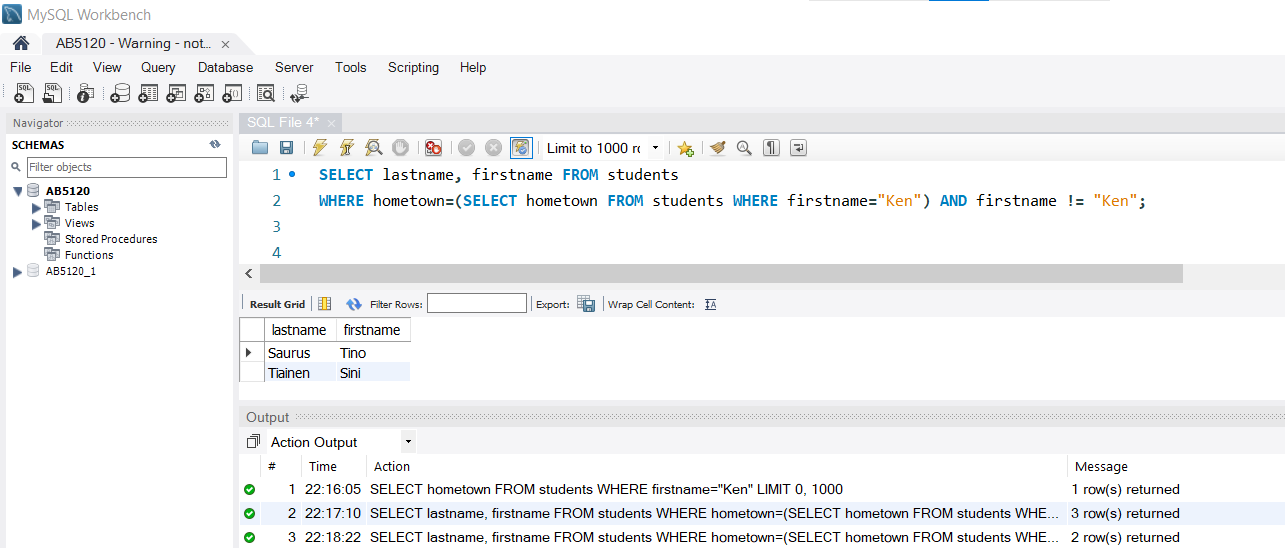 MySQL Workbench
AB5120 - Warning - not... ×
File Edit View Query Database Server Tools Scripting Help
Navigator
SQL File 4* ×
SCHEMAS
Limit to 1000 rc
Filter objects
1 SELECT lastname, firstname FROM students
AB5120
2 WHERE hometown=(SELECT hometown FROM students WHERE firstname="Ken") AND firstname != "Ken";
Tables
Views
3
Stored Procedures
Functions
4
AB5120_1
Result Grid Filter Rows: Export: Wrap Cell Content:
lastname firstname
Saurus Tino
Tiainen Sini
Output
Action Output
# Time Action Message
1 22:16:05 SELECT hometown FROM students WHERE firstname="Ken" LIMIT 0, 1000 1 row(s) returned
2 22:17:10 SELECT lastname, firstname FROM students WHERE hometown=(SELECT hometown FROM students WHE... 3 row(s) returned
3 22:18:22 SELECT lastname, firstname FROM students WHERE hometown=(SELECT hometown FROM students WHE... 2 row(s) returned